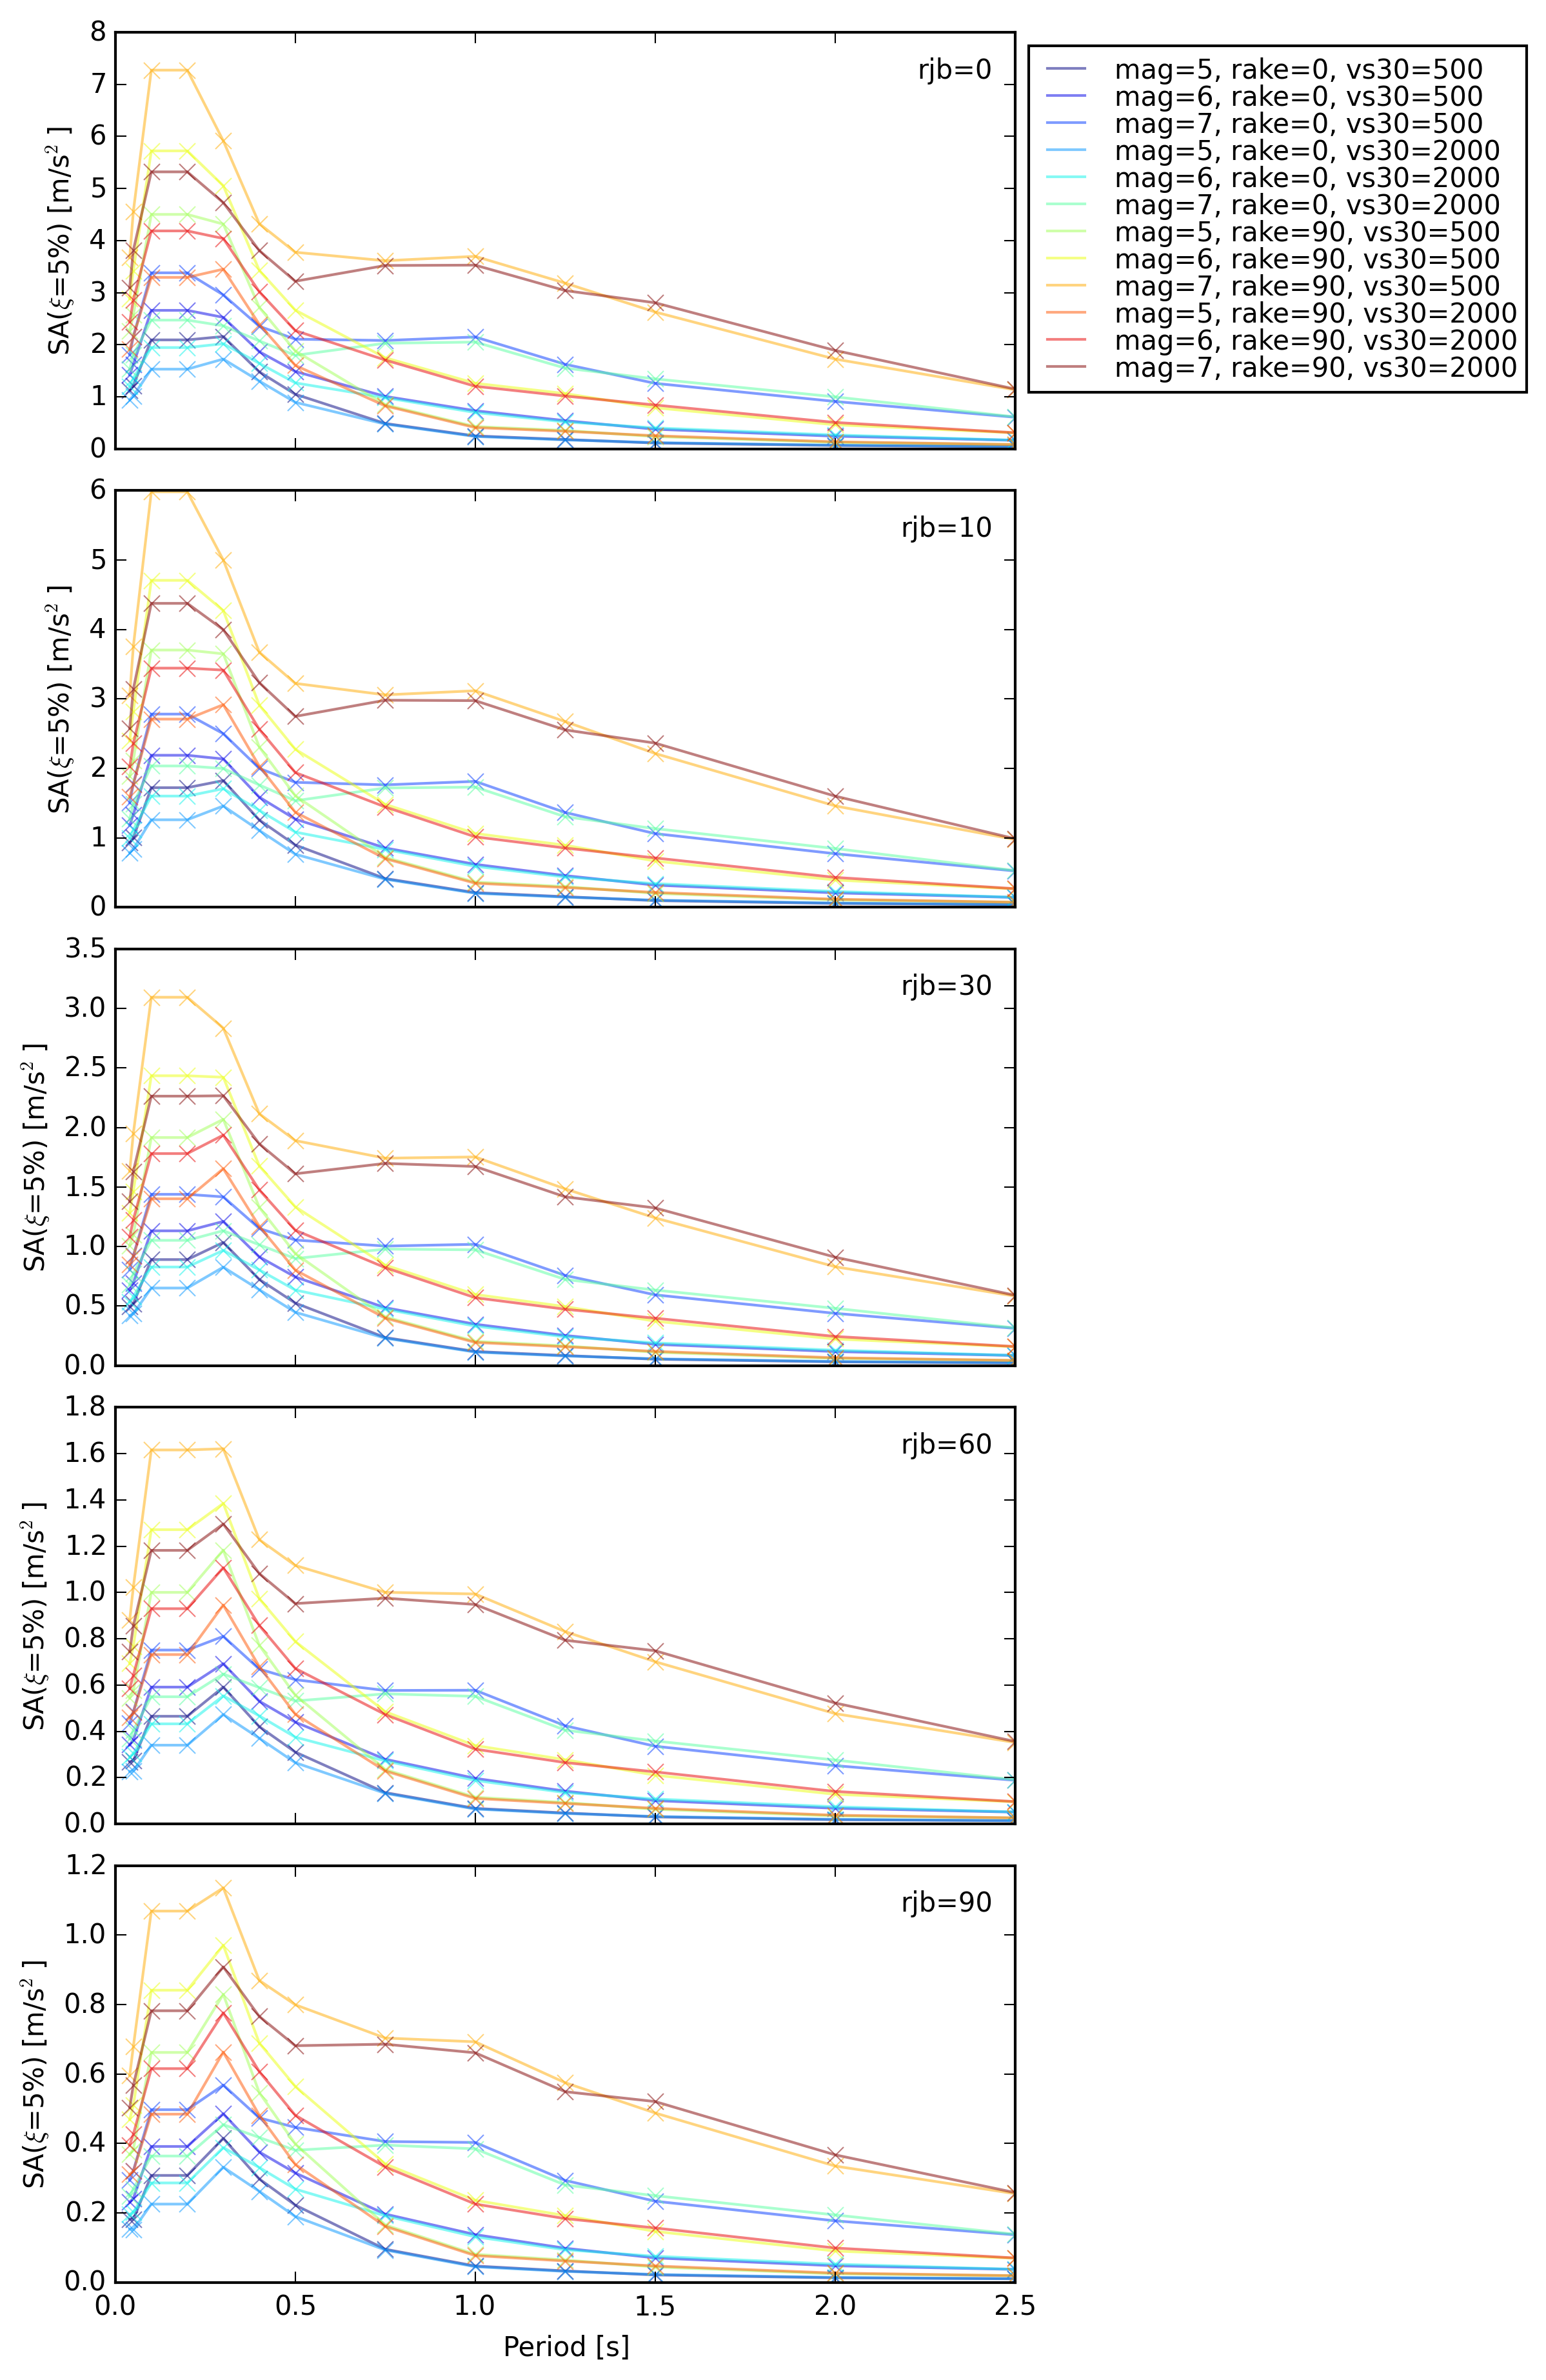 8
7
6
5
4
3
2
1
0
SA(ξ=5%) [m/s² ]
rjb=0
mag=5, rake=0, vs30=500
mag=6, rake=0, vs30=500
mag=7, rake=0, vs30=500
mag=5, rake=0, vs30=2000
mag=6, rake=0, vs30=2000
mag=7, rake=0, vs30=2000
mag=5, rake=90, vs30=500
mag=6, rake=90, vs30=500
mag=7, rake=90, vs30=500
mag=5, rake=90, vs30=2000
mag=6, rake=90, vs30=2000
mag=7, rake=90, vs30=2000
6
5
4
3
2
1
0
SA(ξ=5%) [m/s² ]
rjb=10
3.5
3.0
2.5
2.0
1.5
1.0
0.5
0.0
SA(ξ=5%) [m/s² ]
rjb=30
1.8
1.6
1.4
1.2
1.0
0.8
0.6
0.4
0.2
0.0
SA(ξ=5%) [m/s² ]
rjb=60
1.2
1.0
0.8
0.6
0.4
0.2
0.0
SA(ξ=5%) [m/s² ]
rjb=90
0.0 0.5 1.0 1.5 2.0 2.5
Period [s]